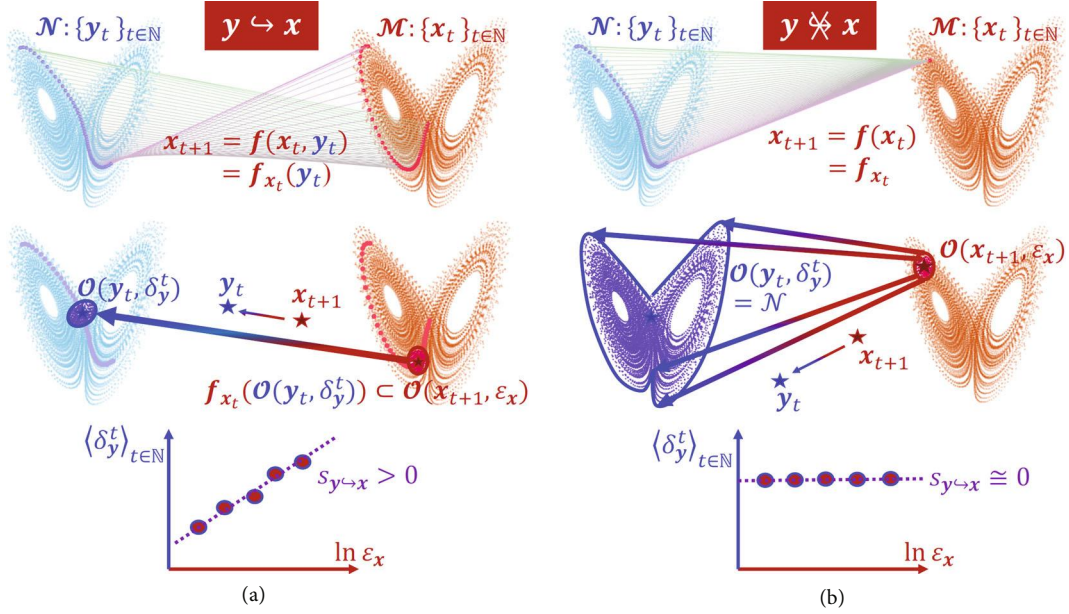 𝓝: {y_t}_{t∈ℕ}
y ↪ x
𝓜: {x_t}_{t∈ℕ}
x_{t+1} = f(x_t, y_t)
= f_{x_t}(y_t)
𝒪(y_t, δ_y^t)
y_t
x_{t+1}
f_{x_t}(𝒪(y_t, δ_y^t)) ⊂ 𝒪(x_{t+1}, ε_x)
⟨δ_y^t⟩_{t∈ℕ}
s_{y↪x} > 0
ln ε_x
(a)
𝓝: {y_t}_{t∈ℕ}
y ↪̸ x
𝓜: {x_t}_{t∈ℕ}
x_{t+1} = f(x_t)
= f_{x_t}
𝒪(x_{t+1}, ε_x)
𝒪(y_t, δ_y^t)
= 𝓝
x_{t+1}
y_t
⟨δ_y^t⟩_{t∈ℕ}
s_{y↪x} ≅ 0
ln ε_x
(b)